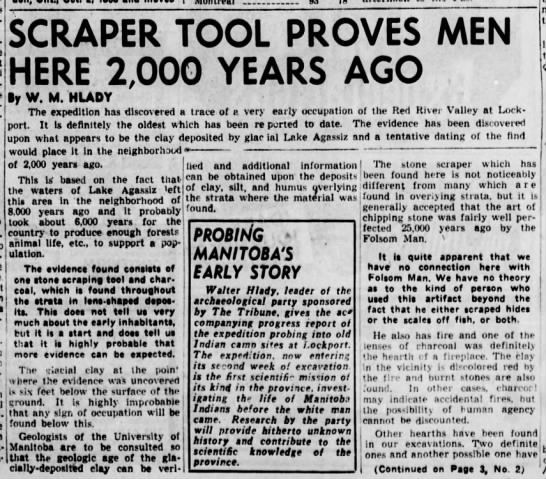 Montreal
SCRAPER TOOL PROVES MEN
HERE 2,000 YEARS AGO
By W. M. HLADY
The expedition has discovered a trace of a very early occupation of the Red River Valley at Lock-
port. It is definitely the oldest which has been reported to date. The evidence has been discovered
upon what appears to be the clay deposited by glacial Lake Agassiz and a tentative dating of the find
would place it in the neighborhood
of 2,000 years ago.
This is based on the fact that
the waters of Lake Agassiz left
this area in the neighborhood of
8,000 years ago and it probably
took about 6,000 years for the
country to produce enough forests
animal life, etc., to support a pop-
ulation.
The evidence found consists of
one stone scraping tool and char-
coal, which is found throughout
the strata in lens-shaped depos-
its. This does not tell us very
much about the early inhabitants,
but it is a start and does tell us
that it is highly probable that
more evidence can be expected.
The glacial clay at the point
where the evidence was uncovered
is six feet below the surface of the
ground. It is highly improbable
that any sign of occupation will be
found below this.
Geologists of the University of
Manitoba are to be consulted so
that the geologic age of the gla-
cially-deposited clay can be veri-
fied and additional information
can be obtained upon the deposits
of clay, silt, and humus overlying
the strata where the material was
found.
PROBING
MANITOBA'S
EARLY STORY
Walter Hlady, leader of the
archaeological party sponsored
by The Tribune, gives the ac-
companying progress report of
the expedition probing into old
Indian camp sites at Lockport.
The expedition, now entering
its second week of excavation
is the first scientific mission of
its kind in the province, invest-
igating the life of Manitoba
Indians before the white man
came. Research by the party
will provide hitherto unknown
history and contribute to the
scientific knowledge of the
province.
The stone scraper which has
been found here is not noticeably
different from many which are
found in overlying strata, but it is
generally accepted that the art of
chipping stone was fairly well per-
fected 25,000 years ago by the
Folsom Man.
It is quite apparent that we
have no connection here with
Folsom Man. We have no theory
as to the kind of person who
used this artifact beyond the
fact that he either scraped hides
or the scales off fish, or both.
He also has fire and one of the
lenses of charcoal was definitely
the hearth of a fireplace. The clay
in the vicinity is discolored red by
the fire and burnt stones are also
found. In other cases, charcoal
may indicate accidental fires, but
the possibility of human agency
cannot be discounted.
Other hearths have been found
in our excavations. Two definite
ones and another possible one have
(Continued on Page 3, No. 2)